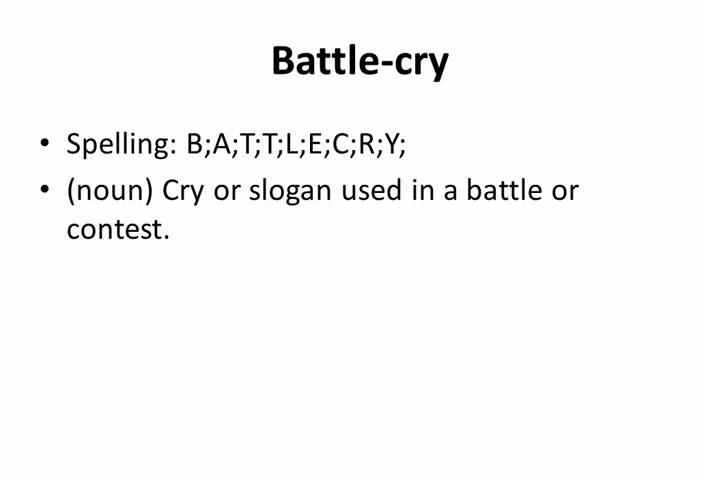 Battle-cry
• Spelling: B;A;T;T;L;E;C;R;Y;
• (noun) Cry or slogan used in a battle or
contest.